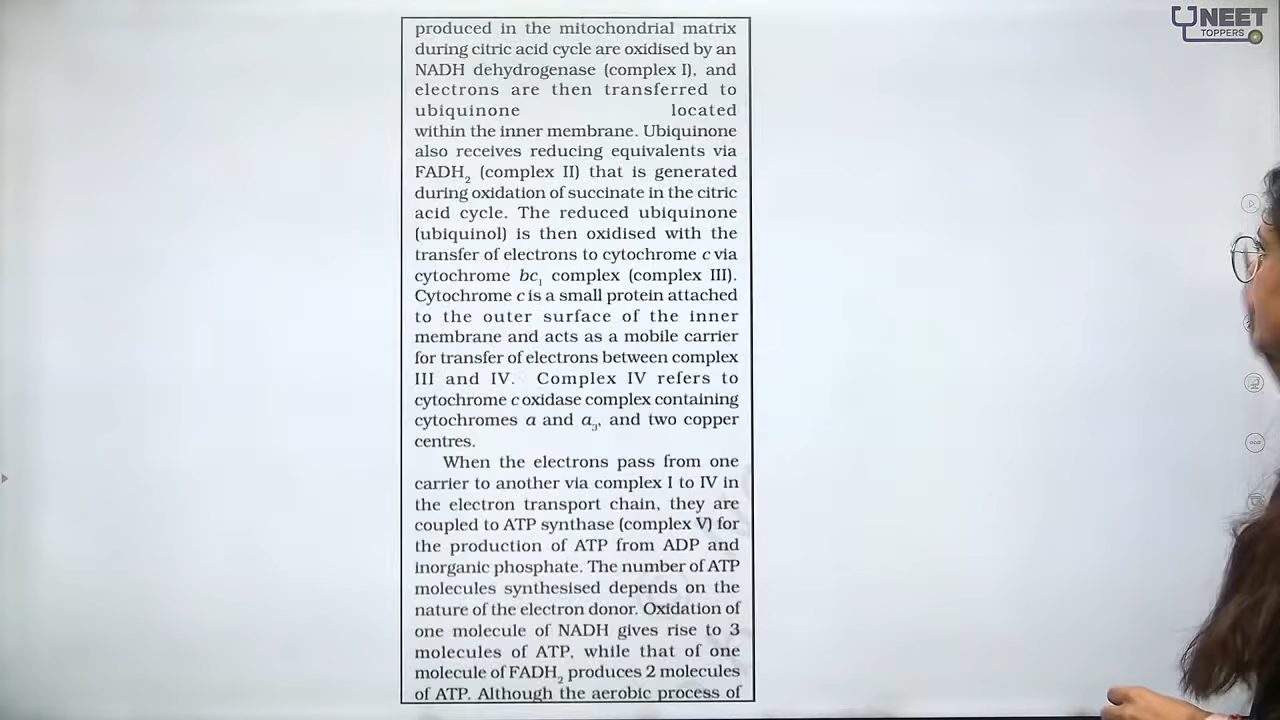 produced in the mitochondrial matrix
during citric acid cycle are oxidised by an
NADH dehydrogenase (complex I), and
electrons are then transferred to
ubiquinone located
within the inner membrane. Ubiquinone
also receives reducing equivalents via
FADH₂ (complex II) that is generated
during oxidation of succinate in the citric
acid cycle. The reduced ubiquinone
(ubiquinol) is then oxidised with the
transfer of electrons to cytochrome c via
cytochrome bc₁ complex (complex III).
Cytochrome c is a small protein attached
to the outer surface of the inner
membrane and acts as a mobile carrier
for transfer of electrons between complex
III and IV. Complex IV refers to
cytochrome c oxidase complex containing
cytochromes a and a₃, and two copper
centres.
When the electrons pass from one
carrier to another via complex I to IV in
the electron transport chain, they are
coupled to ATP synthase (complex V) for
the production of ATP from ADP and
inorganic phosphate. The number of ATP
molecules synthesised depends on the
nature of the electron donor. Oxidation of
one molecule of NADH gives rise to 3
molecules of ATP, while that of one
molecule of FADH₂ produces 2 molecules
of ATP. Although the aerobic process of
UNEET
TOPPERS